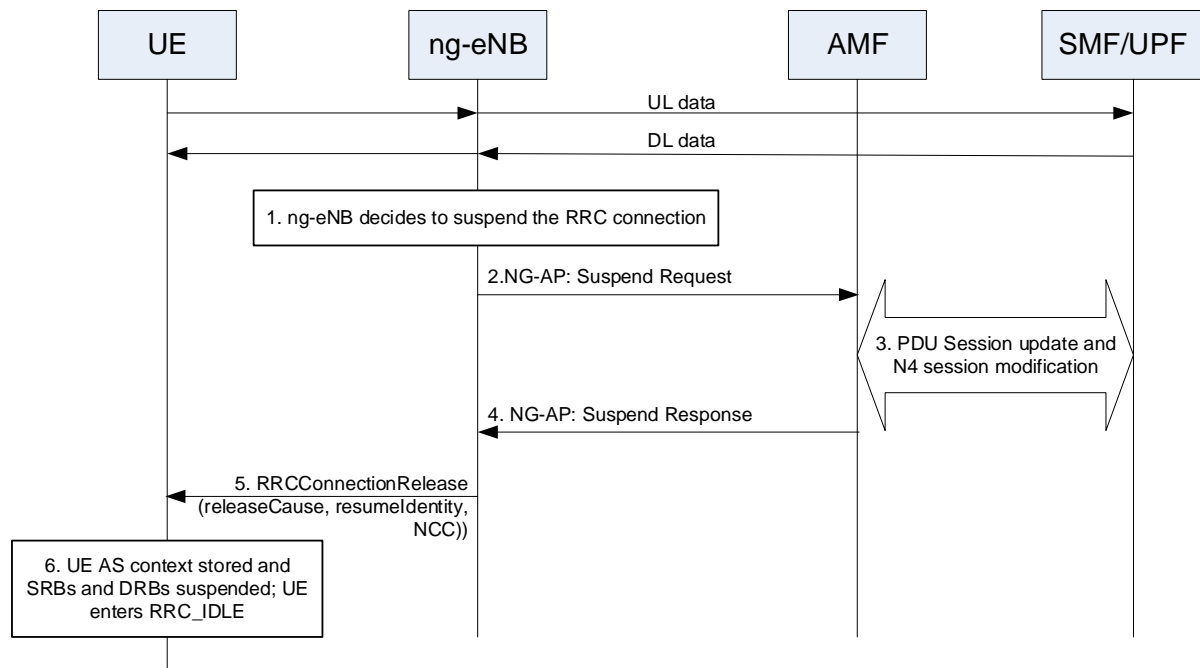 UE
ng-eNB
AMF
SMF/UPF
UL data
DL data
1. ng-eNB decides to suspend the RRC connection
2.NG-AP: Suspend Request
3. PDU Session update and
N4 session modification
4. NG-AP: Suspend Response
5. RRCConnectionRelease
(releaseCause, resumeIdentity,
NCC))
6. UE AS context stored and
SRBs and DRBs suspended; UE
enters RRC_IDLE